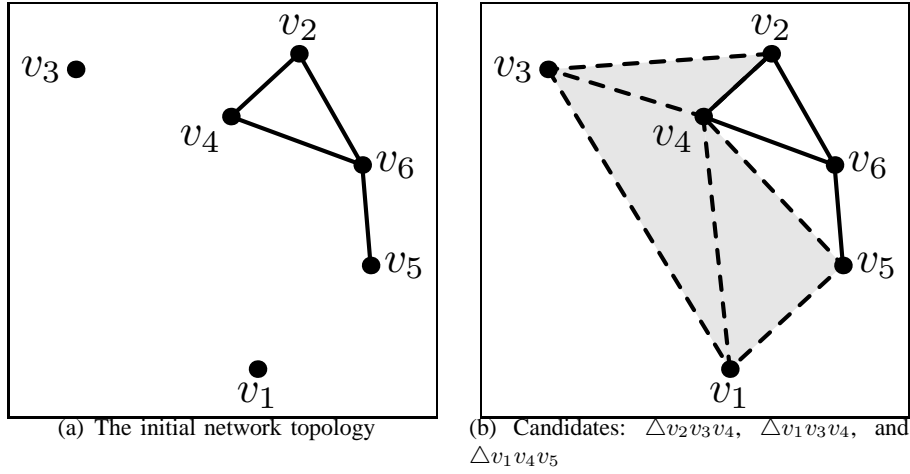 v2
v3
v4
v6
v5
v1
(a) The initial network topology
v2
v3
v4
v6
v5
v1
(b) Candidates: △v2v3v4, △v1v3v4, and
△v1v4v5